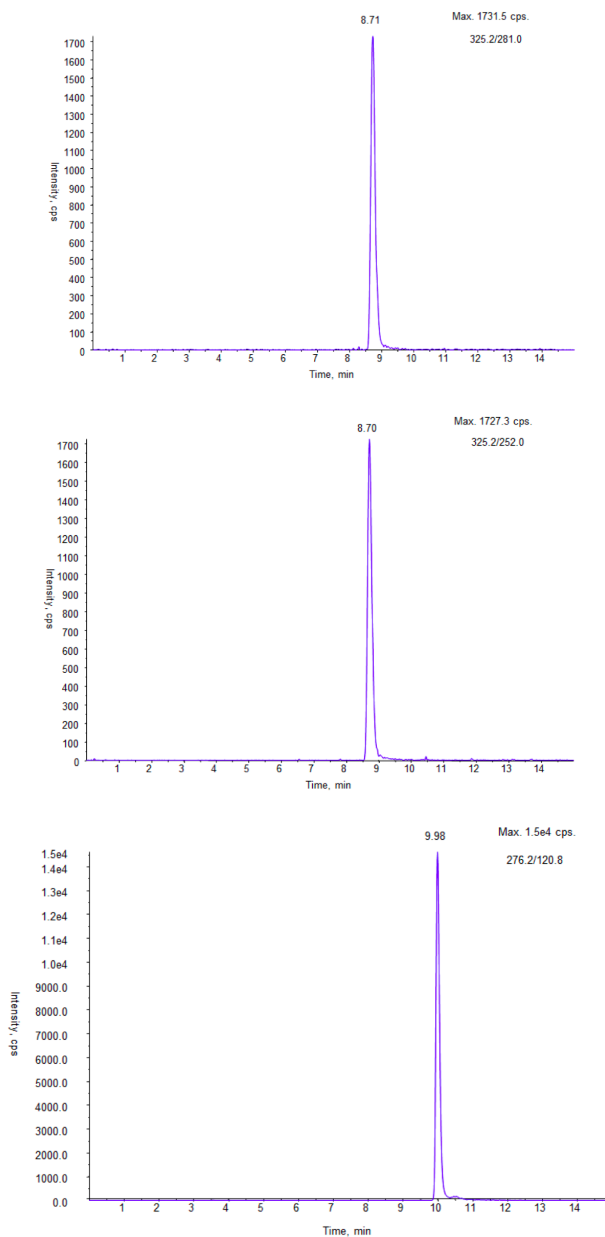 8.71
Max. 1731.5 cps.
325.2/281.0
1700
1600
1500
1400
1300
1200
1100
1000
900
800
700
600
500
400
300
200
100
0
Intensity, cps
1 2 3 4 5 6 7 8 9 10 11 12 13 14
Time, min
8.70
Max. 1727.3 cps.
325.2/252.0
1700
1600
1500
1400
1300
1200
1100
1000
900
800
700
600
500
400
300
200
100
0
Intensity, cps
1 2 3 4 5 6 7 8 9 10 11 12 13 14
Time, min
9.98
Max. 1.5e4 cps.
276.2/120.8
1.5e4
1.4e4
1.3e4
1.2e4
1.1e4
1.0e4
9000.0
8000.0
7000.0
6000.0
5000.0
4000.0
3000.0
2000.0
1000.0
0.0
Intensity, cps
1 2 3 4 5 6 7 8 9 10 11 12 13 14
Time, min